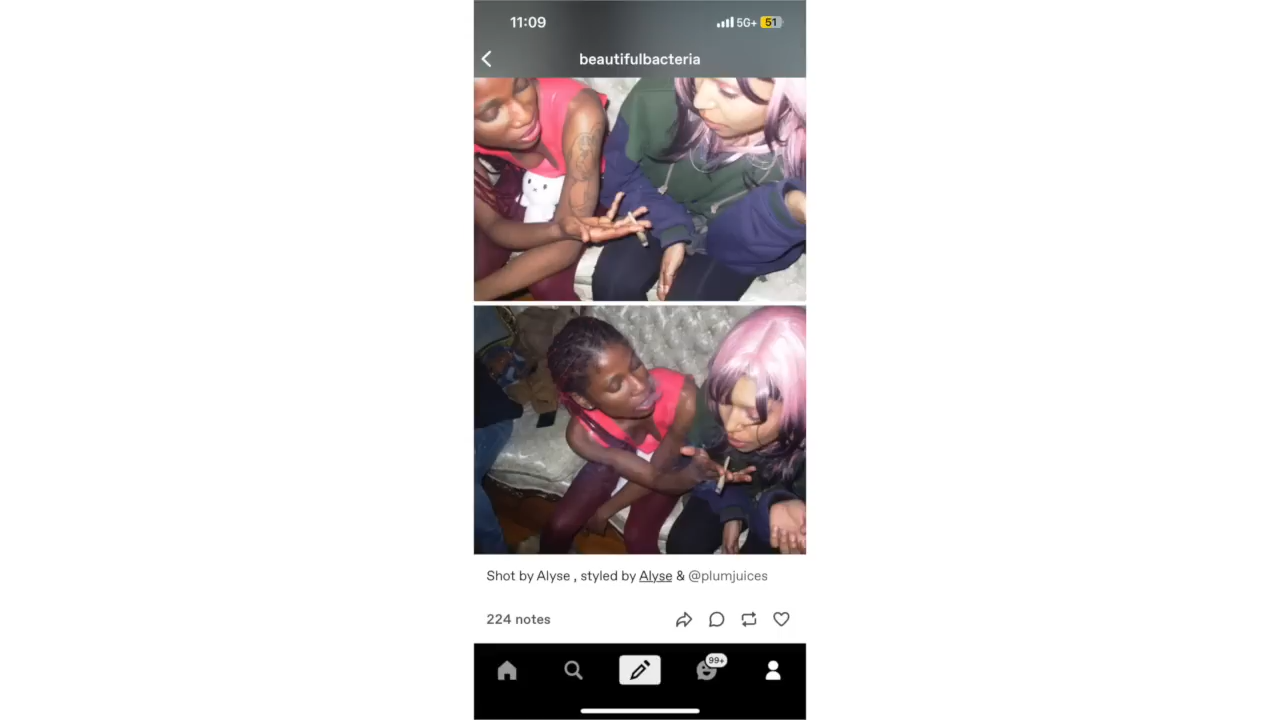 11:09 5G+ 51
beautifulbacteria
Shot by Alyse , styled by Alyse & @plumjuices
224 notes
99+